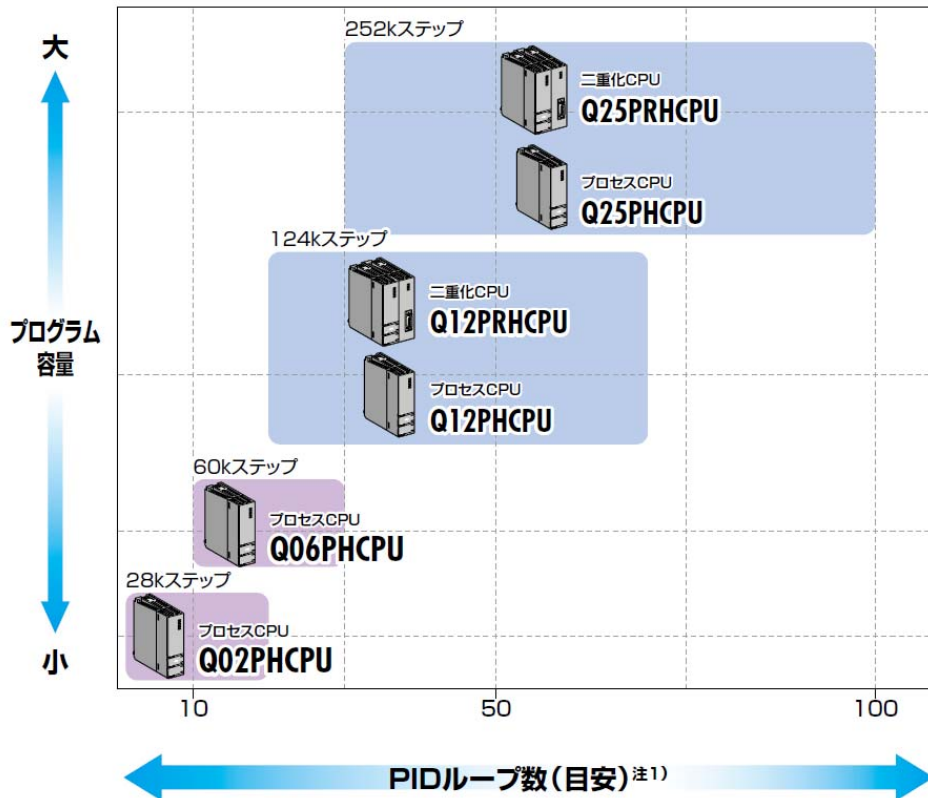 252kステップ
大
二重化CPU
Q25PRHCPU
プロセスCPU
Q25PHCPU
124kステップ
二重化CPU
Q12PRHCPU
プログラム
容量
プロセスCPU
Q12PHCPU
60kステップ
プロセスCPU
Q06PHCPU
28kステップ
プロセスCPU
Q02PHCPU
小
10
50
100
PIDループ数(目安)注1)